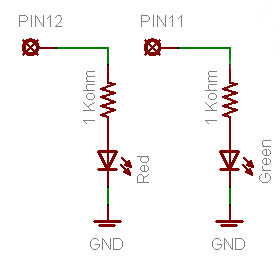 PIN12
PIN11
1 Kohm
1 Kohm
Red
Green
GND
GND